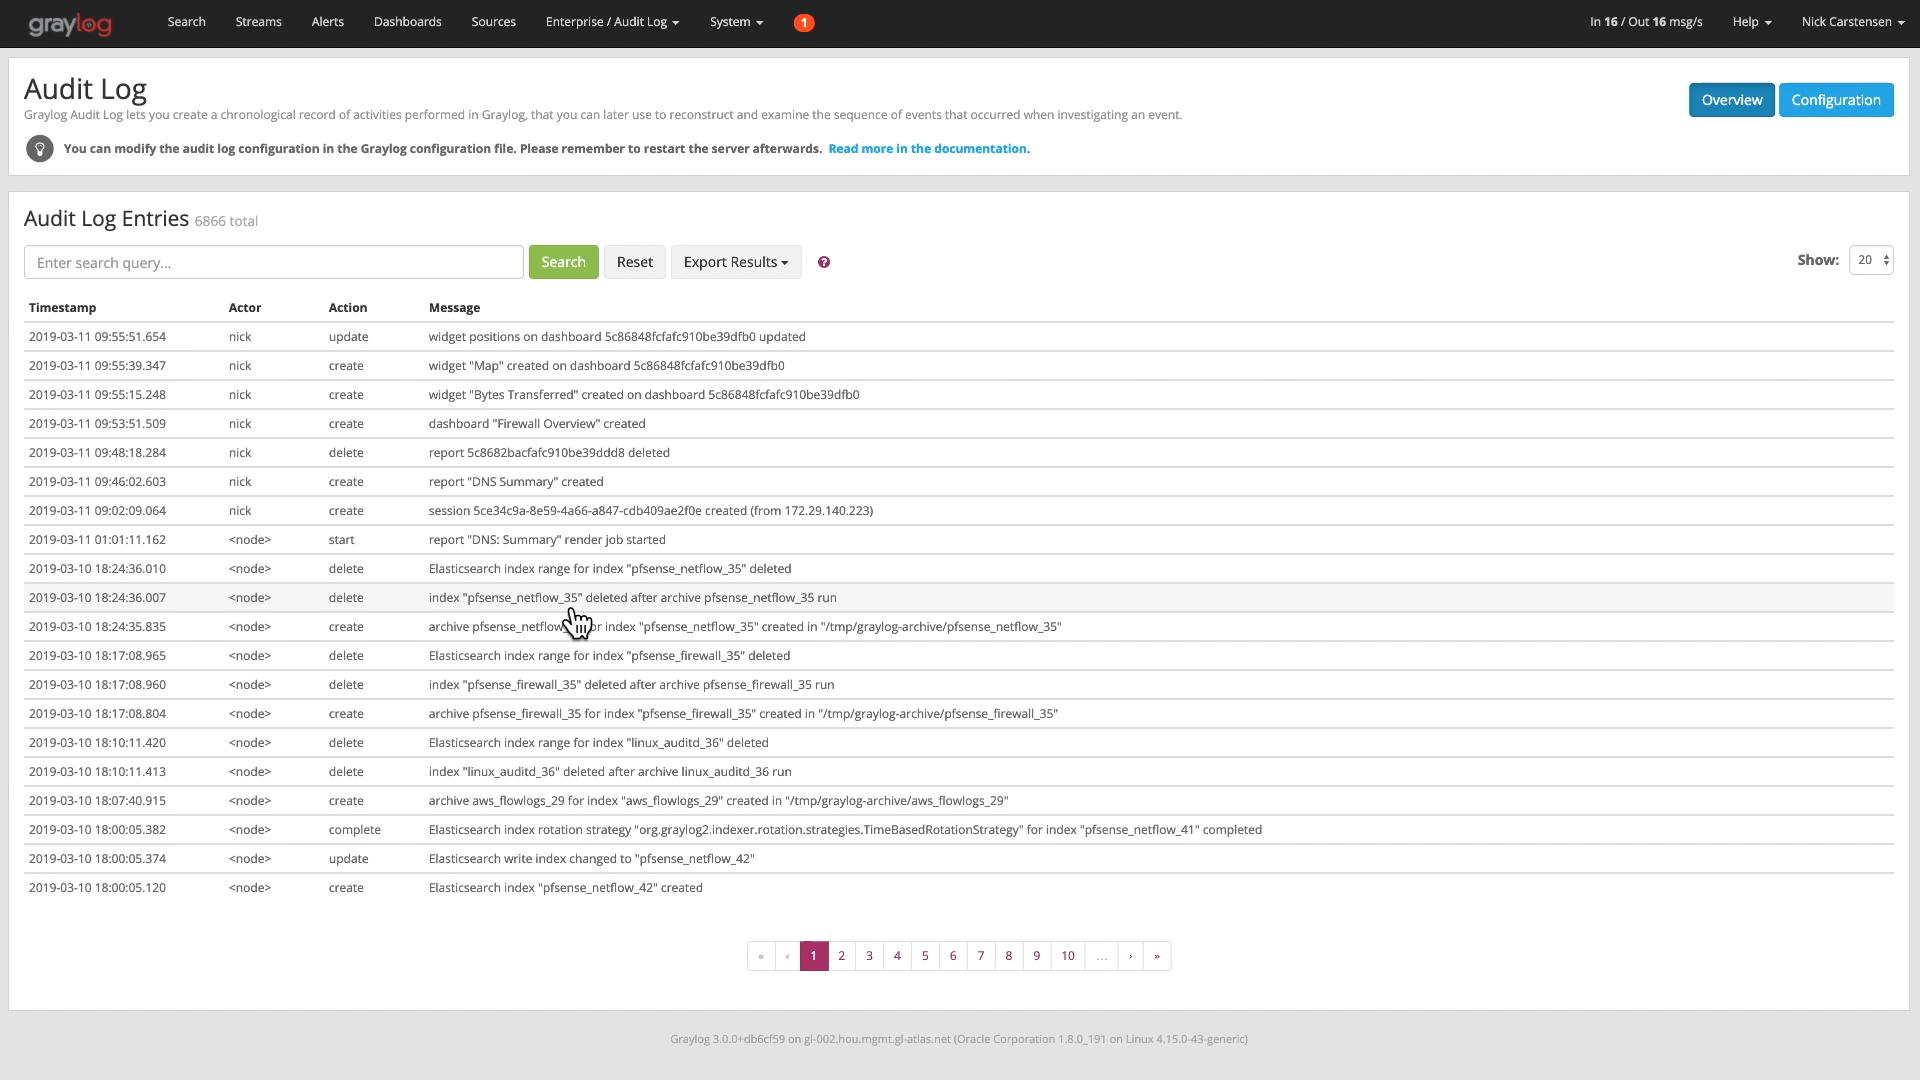 graylog Search Streams Alerts Dashboards Sources Enterprise / Audit Log System 1 In 16 / Out 16 msg/s Help Nick Carstensen
Audit Log
Graylog Audit Log lets you create a chronological record of activities performed in Graylog, that you can later use to reconstruct and examine the sequence of events that occurred when investigating an event.
You can modify the audit log configuration in the Graylog configuration file. Please remember to restart the server afterwards. Read more in the documentation.
Overview Configuration
Audit Log Entries 6866 total
Enter search query... Search Reset Export Results ? Show: 20
Timestamp Actor Action Message
2019-03-11 09:55:51.654 nick update widget positions on dashboard 5c86848fcfafc910be39dfb0 updated
2019-03-11 09:55:39.347 nick create widget "Map" created on dashboard 5c86848fcfafc910be39dfb0
2019-03-11 09:55:15.248 nick create widget "Bytes Transferred" created on dashboard 5c86848fcfafc910be39dfb0
2019-03-11 09:53:51.509 nick create dashboard "Firewall Overview" created
2019-03-11 09:48:18.284 nick delete report 5c8682bacfafc910be39ddd8 deleted
2019-03-11 09:46:02.603 nick create report "DNS Summary" created
2019-03-11 09:02:09.064 nick create session 5ce34c9a-8e59-4a66-a847-cdb409ae2f0e created (from 172.29.140.223)
2019-03-11 01:01:11.162 <node> start report "DNS: Summary" render job started
2019-03-10 18:24:36.010 <node> delete Elasticsearch index range for index "pfsense_netflow_35" deleted
2019-03-10 18:24:36.007 <node> delete index "pfsense_netflow_35" deleted after archive pfsense_netflow_35 run
2019-03-10 18:24:35.835 <node> create archive pfsense_netflow_ or index "pfsense_netflow_35" created in "/tmp/graylog-archive/pfsense_netflow_35"
2019-03-10 18:17:08.965 <node> delete Elasticsearch index range for index "pfsense_firewall_35" deleted
2019-03-10 18:17:08.960 <node> delete index "pfsense_firewall_35" deleted after archive pfsense_firewall_35 run
2019-03-10 18:17:08.804 <node> create archive pfsense_firewall_35 for index "pfsense_firewall_35" created in "/tmp/graylog-archive/pfsense_firewall_35"
2019-03-10 18:10:11.420 <node> delete Elasticsearch index range for index "linux_auditd_36" deleted
2019-03-10 18:10:11.413 <node> delete index "linux_auditd_36" deleted after archive linux_auditd_36 run
2019-03-10 18:07:40.915 <node> create archive aws_flowlogs_29 for index "aws_flowlogs_29" created in "/tmp/graylog-archive/aws_flowlogs_29"
2019-03-10 18:00:05.382 <node> complete Elasticsearch index rotation strategy "org.graylog2.indexer.rotation.strategies.TimeBasedRotationStrategy" for index "pfsense_netflow_41" completed
2019-03-10 18:00:05.374 <node> update Elasticsearch write index changed to "pfsense_netflow_42"
2019-03-10 18:00:05.120 <node> create Elasticsearch index "pfsense_netflow_42" created
« ‹ 1 2 3 4 5 6 7 8 9 10 ... › »
Graylog 3.0.0+db6cf59 on gl-002.hou.mgmt.gl-atlas.net (Oracle Corporation 1.8.0_191 on Linux 4.15.0-43-generic)